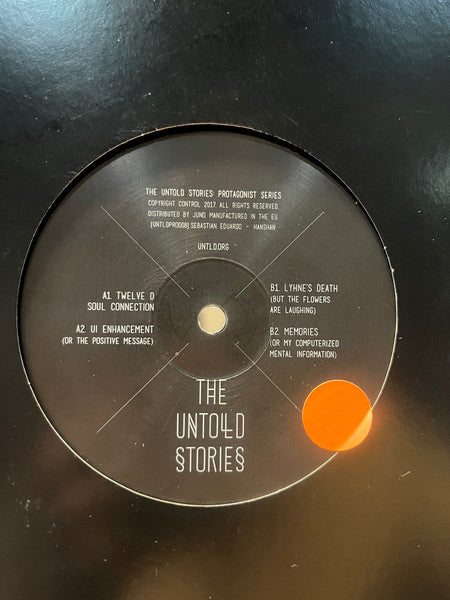 THE UNTOLD STORIES: PROTAGONIST SERIES
COPYRIGHT CONTROL 2017. ALL RIGHTS RESERVED.
DISTRIBUTED BY JUNO. MANUFACTURED IN THE EU
[UNTLDPRO008] SEBASTIAN EDUARDO - HANSHAN
UNTLD.ORG
A1. TWELVE D
SOUL CONNECTION
A2. UI ENHANCEMENT
(OR THE POSITIVE MESSAGE)
B1. LYHNE'S DEATH
(BUT THE FLOWERS
ARE LAUGHING)
B2. MEMORIES
(OR MY COMPUTERIZED
MENTAL INFORMATION)
THE
UNTOLD
STORIES